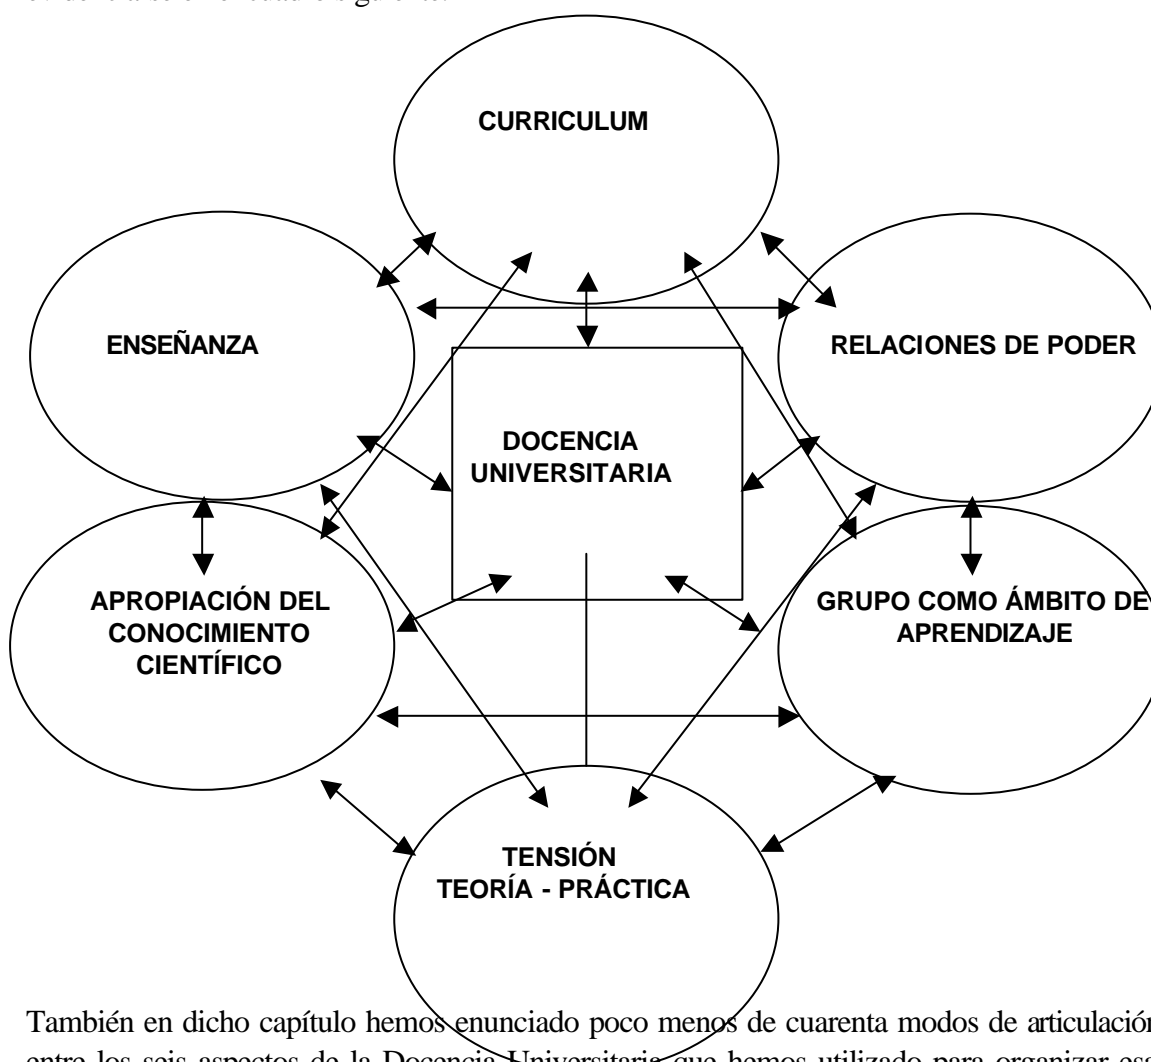 CURRICULUM
ENSEÑANZA
RELACIONES DE PODER
DOCENCIA
UNIVERSITARIA
APROPIACIÓN DEL
CONOCIMIENTO
CIENTÍFICO
GRUPO COMO ÁMBITO DE
APRENDIZAJE
TENSIÓN
TEORÍA - PRÁCTICA
También en dicho capítulo hemos enunciado poco menos de cuarenta modos de articulación
entre los seis aspectos de la Docencia Universitaria que hemos utilizado para organizar esa